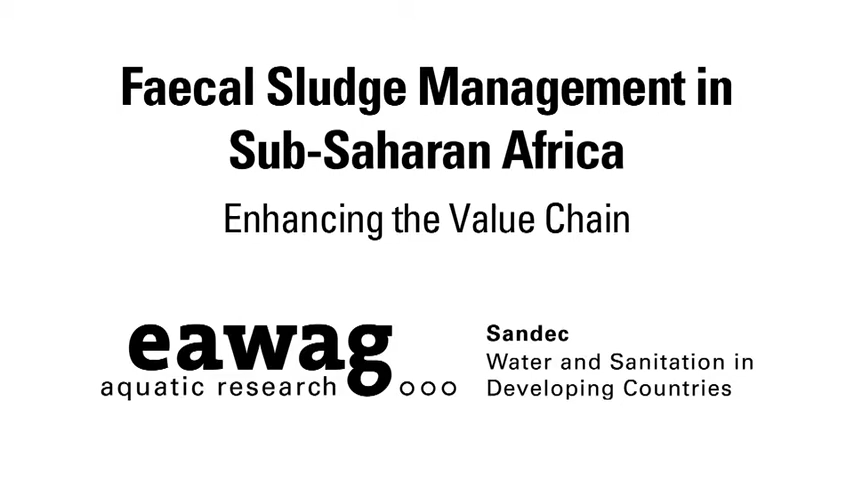 Faecal Sludge Management in
Sub-Saharan Africa
Enhancing the Value Chain
eawag
aquatic research
Sandec
Water and Sanitation in
Developing Countries